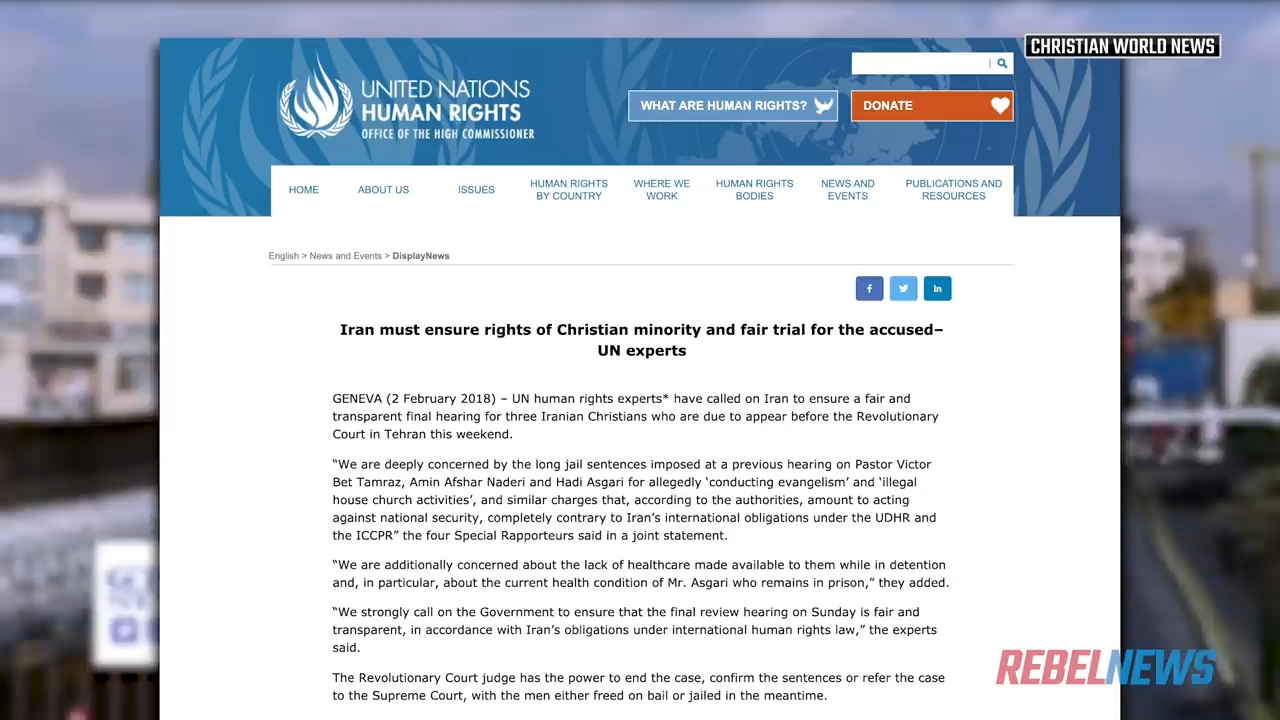 CHRISTIAN WORLD NEWS
UNITED NATIONS
HUMAN RIGHTS
OFFICE OF THE HIGH COMMISSIONER
WHAT ARE HUMAN RIGHTS?
DONATE
HOME
ABOUT US
ISSUES
HUMAN RIGHTS
BY COUNTRY
WHERE WE
WORK
HUMAN RIGHTS
BODIES
NEWS AND
EVENTS
PUBLICATIONS AND
RESOURCES
English > News and Events > DisplayNews
f
in
Iran must ensure rights of Christian minority and fair trial for the accused–
UN experts
GENEVA (2 February 2018) – UN human rights experts* have called on Iran to ensure a fair and
transparent final hearing for three Iranian Christians who are due to appear before the Revolutionary
Court in Tehran this weekend.
“We are deeply concerned by the long jail sentences imposed at a previous hearing on Pastor Victor
Bet Tamraz, Amin Afshar Naderi and Hadi Asgari for allegedly ‘conducting evangelism’ and ‘illegal
house church activities’, and similar charges that, according to the authorities, amount to acting
against national security, completely contrary to Iran’s international obligations under the UDHR and
the ICCPR” the four Special Rapporteurs said in a joint statement.
“We are additionally concerned about the lack of healthcare made available to them while in detention
and, in particular, about the current health condition of Mr. Asgari who remains in prison,” they added.
“We strongly call on the Government to ensure that the final review hearing on Sunday is fair and
transparent, in accordance with Iran’s obligations under international human rights law,” the experts
said.
The Revolutionary Court judge has the power to end the case, confirm the sentences or refer the case
to the Supreme Court, with the men either freed on bail or jailed in the meantime.
REBELNEWS